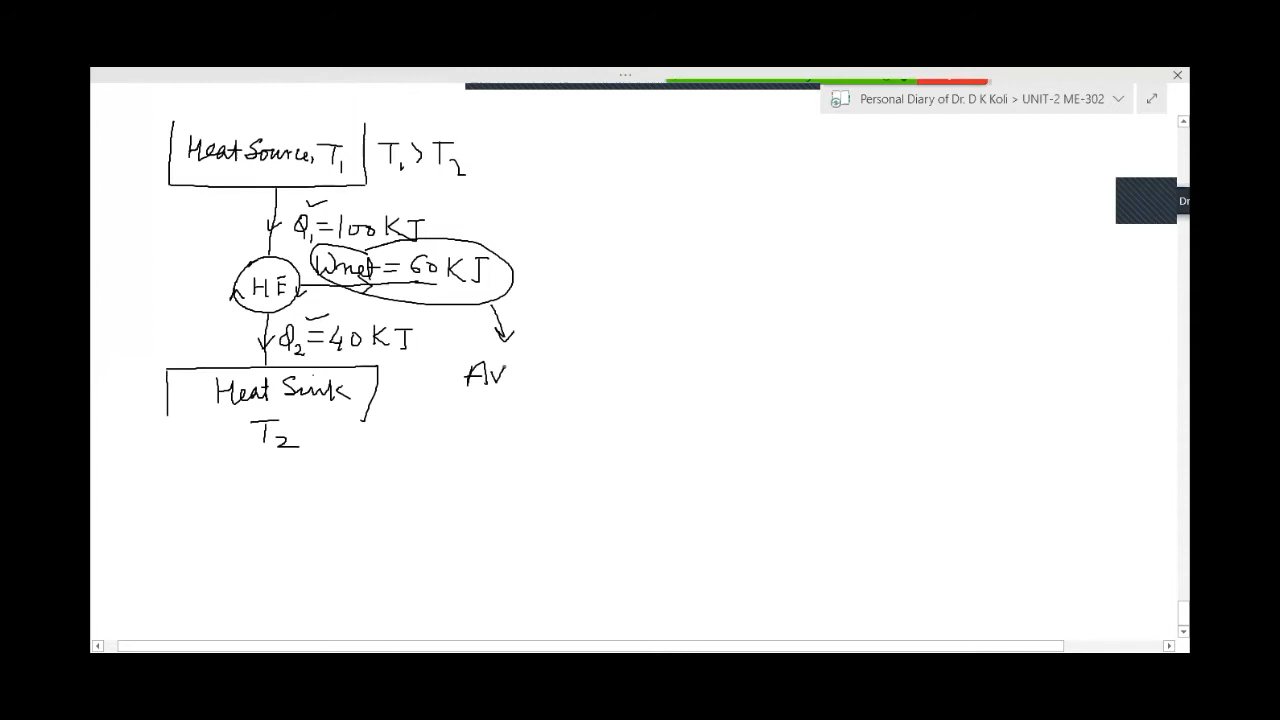 Personal Diary of Dr. D K Koli > UNIT-2 ME-302
Heat Source, T1
T1 > T2
Dr
Q1 = 100 KJ
Wnet = 60 KJ
HE
Q2 = 40 KJ
Av
Heat Sink
T2